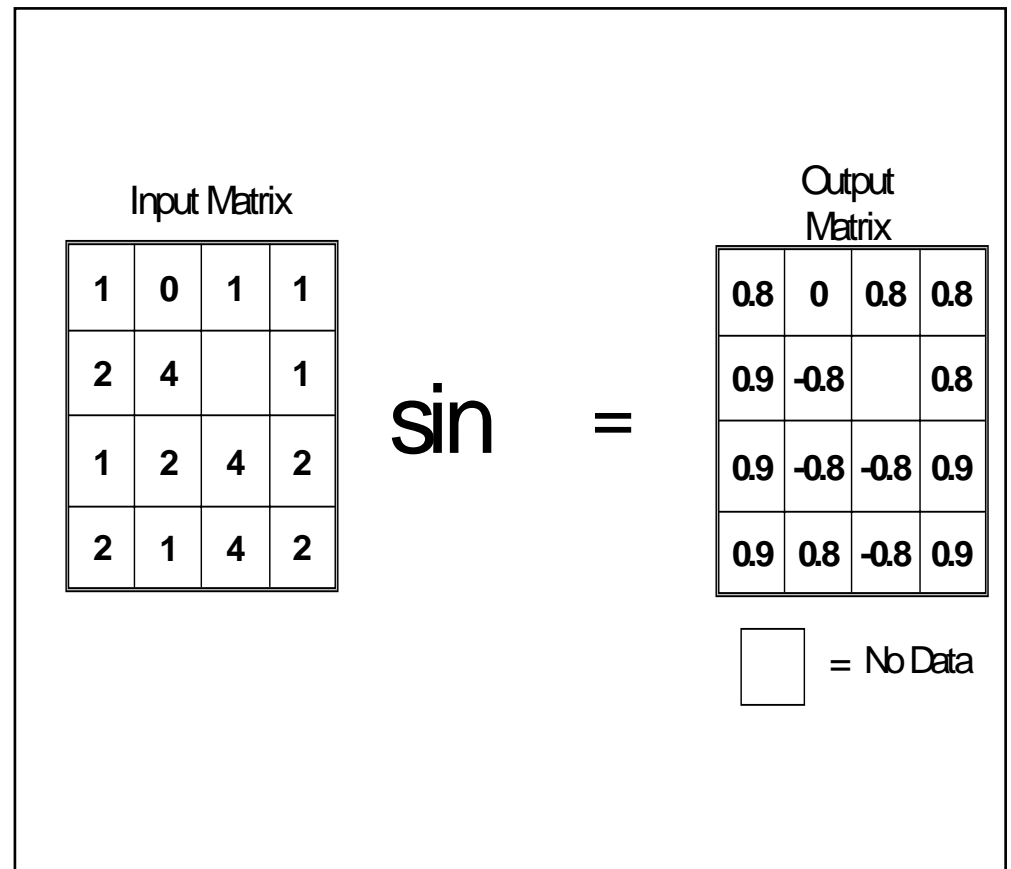 Input Matrix
1 0 1 1
2 4 1
1 2 4 2
2 1 4 2
sin =
Output
Matrix
0.8 0 0.8 0.8
0.9 -0.8 0.8
0.9 -0.8 -0.8 0.9
0.9 0.8 -0.8 0.9
= No Data